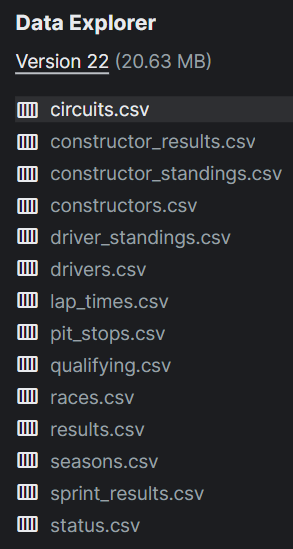 Data Explorer
Version 22 (20.63 MB)
circuits.csv
constructor_results.csv
constructor_standings.csv
constructors.csv
driver_standings.csv
drivers.csv
lap_times.csv
pit_stops.csv
qualifying.csv
races.csv
results.csv
seasons.csv
sprint_results.csv
status.csv